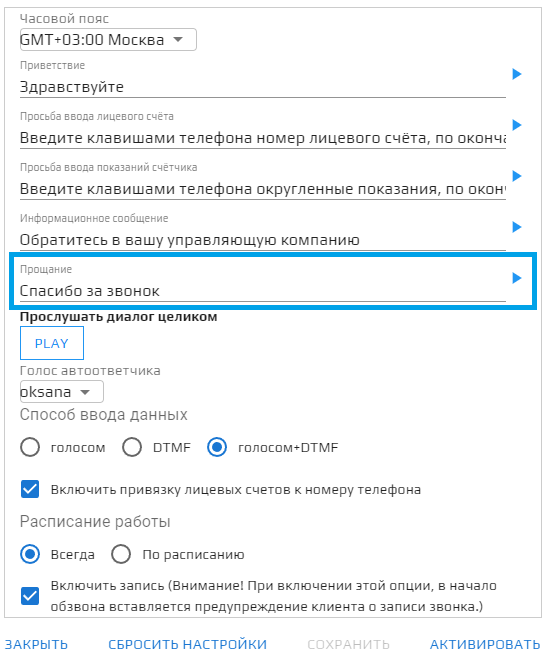 Часовой пояс
GMT+03:00 Москва
Приветствие
Здравствуйте
Просьба ввода лицевого счёта
Введите клавишами телефона номер лицевого счёта, по оконча
Просьба ввода показаний счётчика
Введите клавишами телефона округленные показания, по окон
Информационное сообщение
Обратитесь в вашу управляющую компанию
Прощание
Спасибо за звонок
Прослушать диалог целиком
PLAY
Голос автоответчика
oksana
Способ ввода данных
голосом DTMF голосом+DTMF
Включить привязку лицевых счетов к номеру телефона
Расписание работы
Всегда По расписанию
Включить запись (Внимание! При включении этой опции, в начало
обзвона вставляется предупреждение клиента о записи звонка.)
ЗАКРЫТЬ СБРОСИТЬ НАСТРОЙКИ СОХРАНИТЬ АКТИВИРОВАТЬ